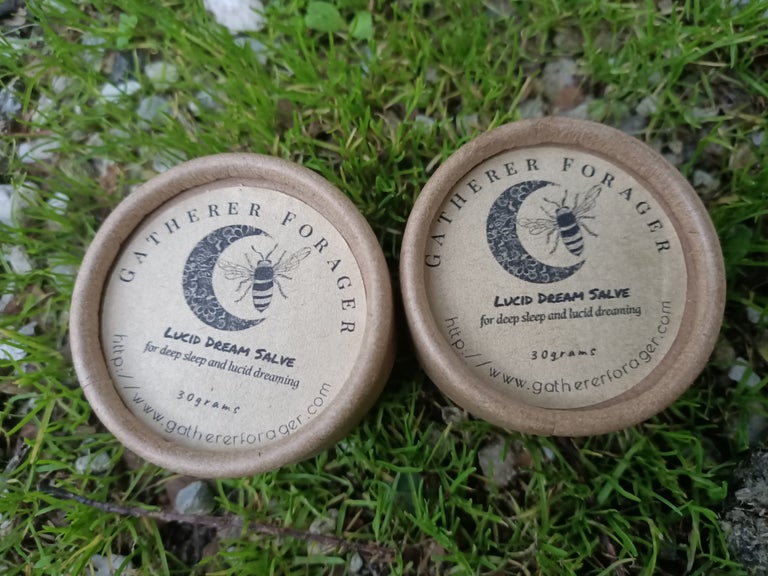 GATHERER FORAGER
LUCID DREAM SALVE
for deep sleep and lucid dreaming
30grams
http://www.gathererforager.com
GATHERER FORAGER
LUCID DREAM SALVE
for deep sleep and lucid dreaming
30grams
http://www.gathererforager.com